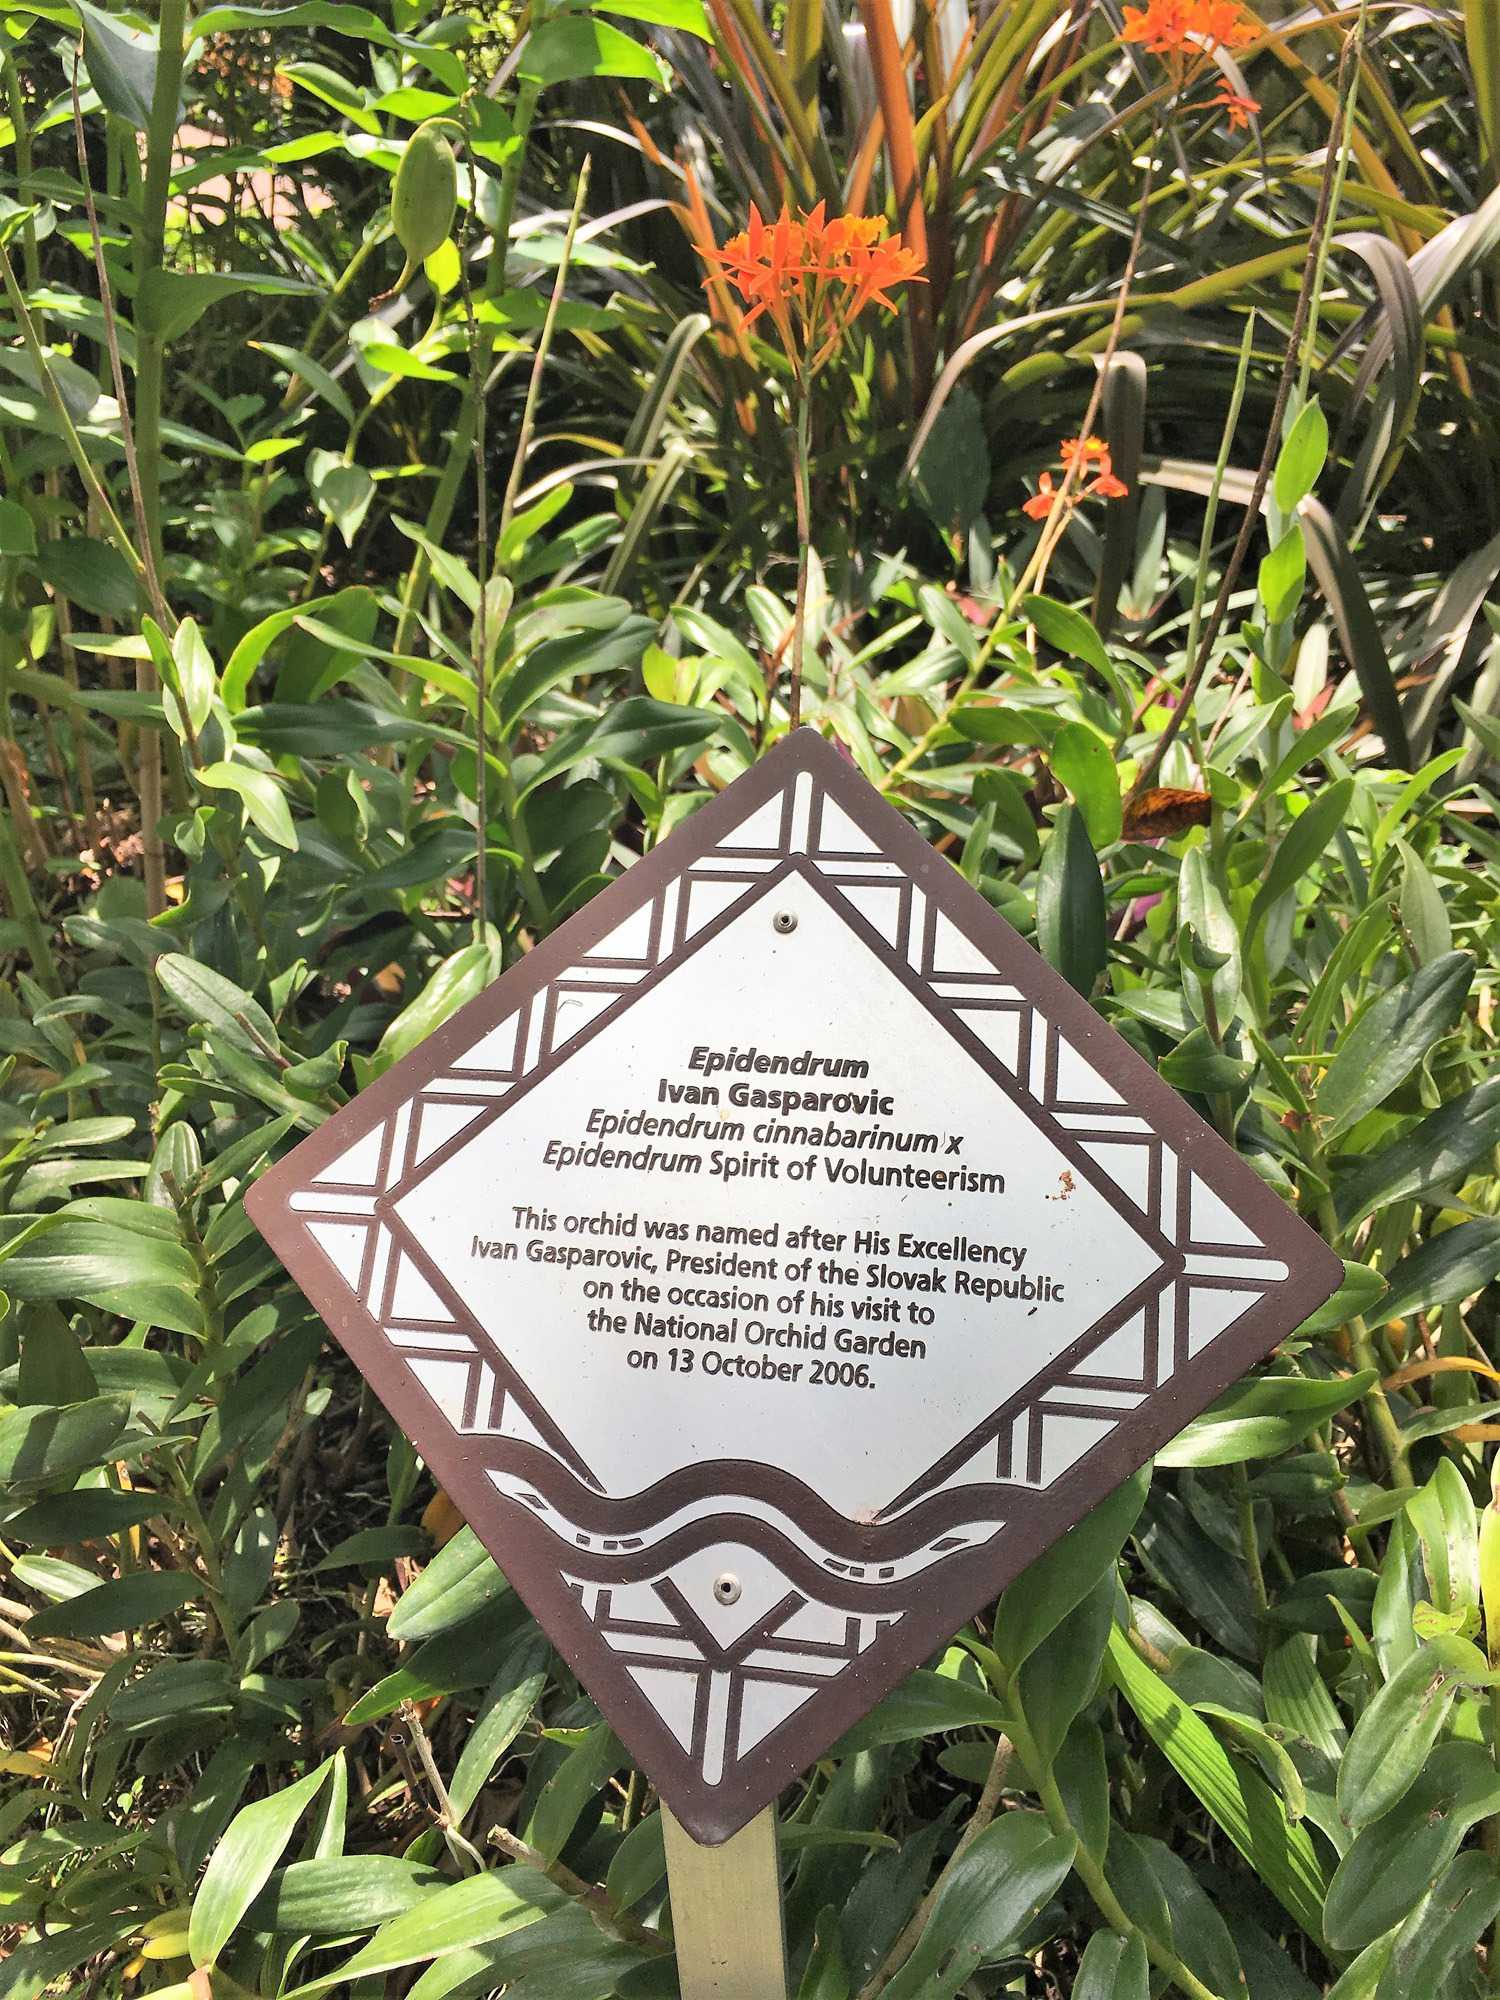 Epidendrum
Ivan Gasparovic
Epidendrum cinnabarinum x
Epidendrum Spirit of Volunteerism
This orchid was named after His Excellency
Ivan Gasparovic, President of the Slovak Republic
on the occasion of his visit to
the National Orchid Garden
on 13 October 2006.